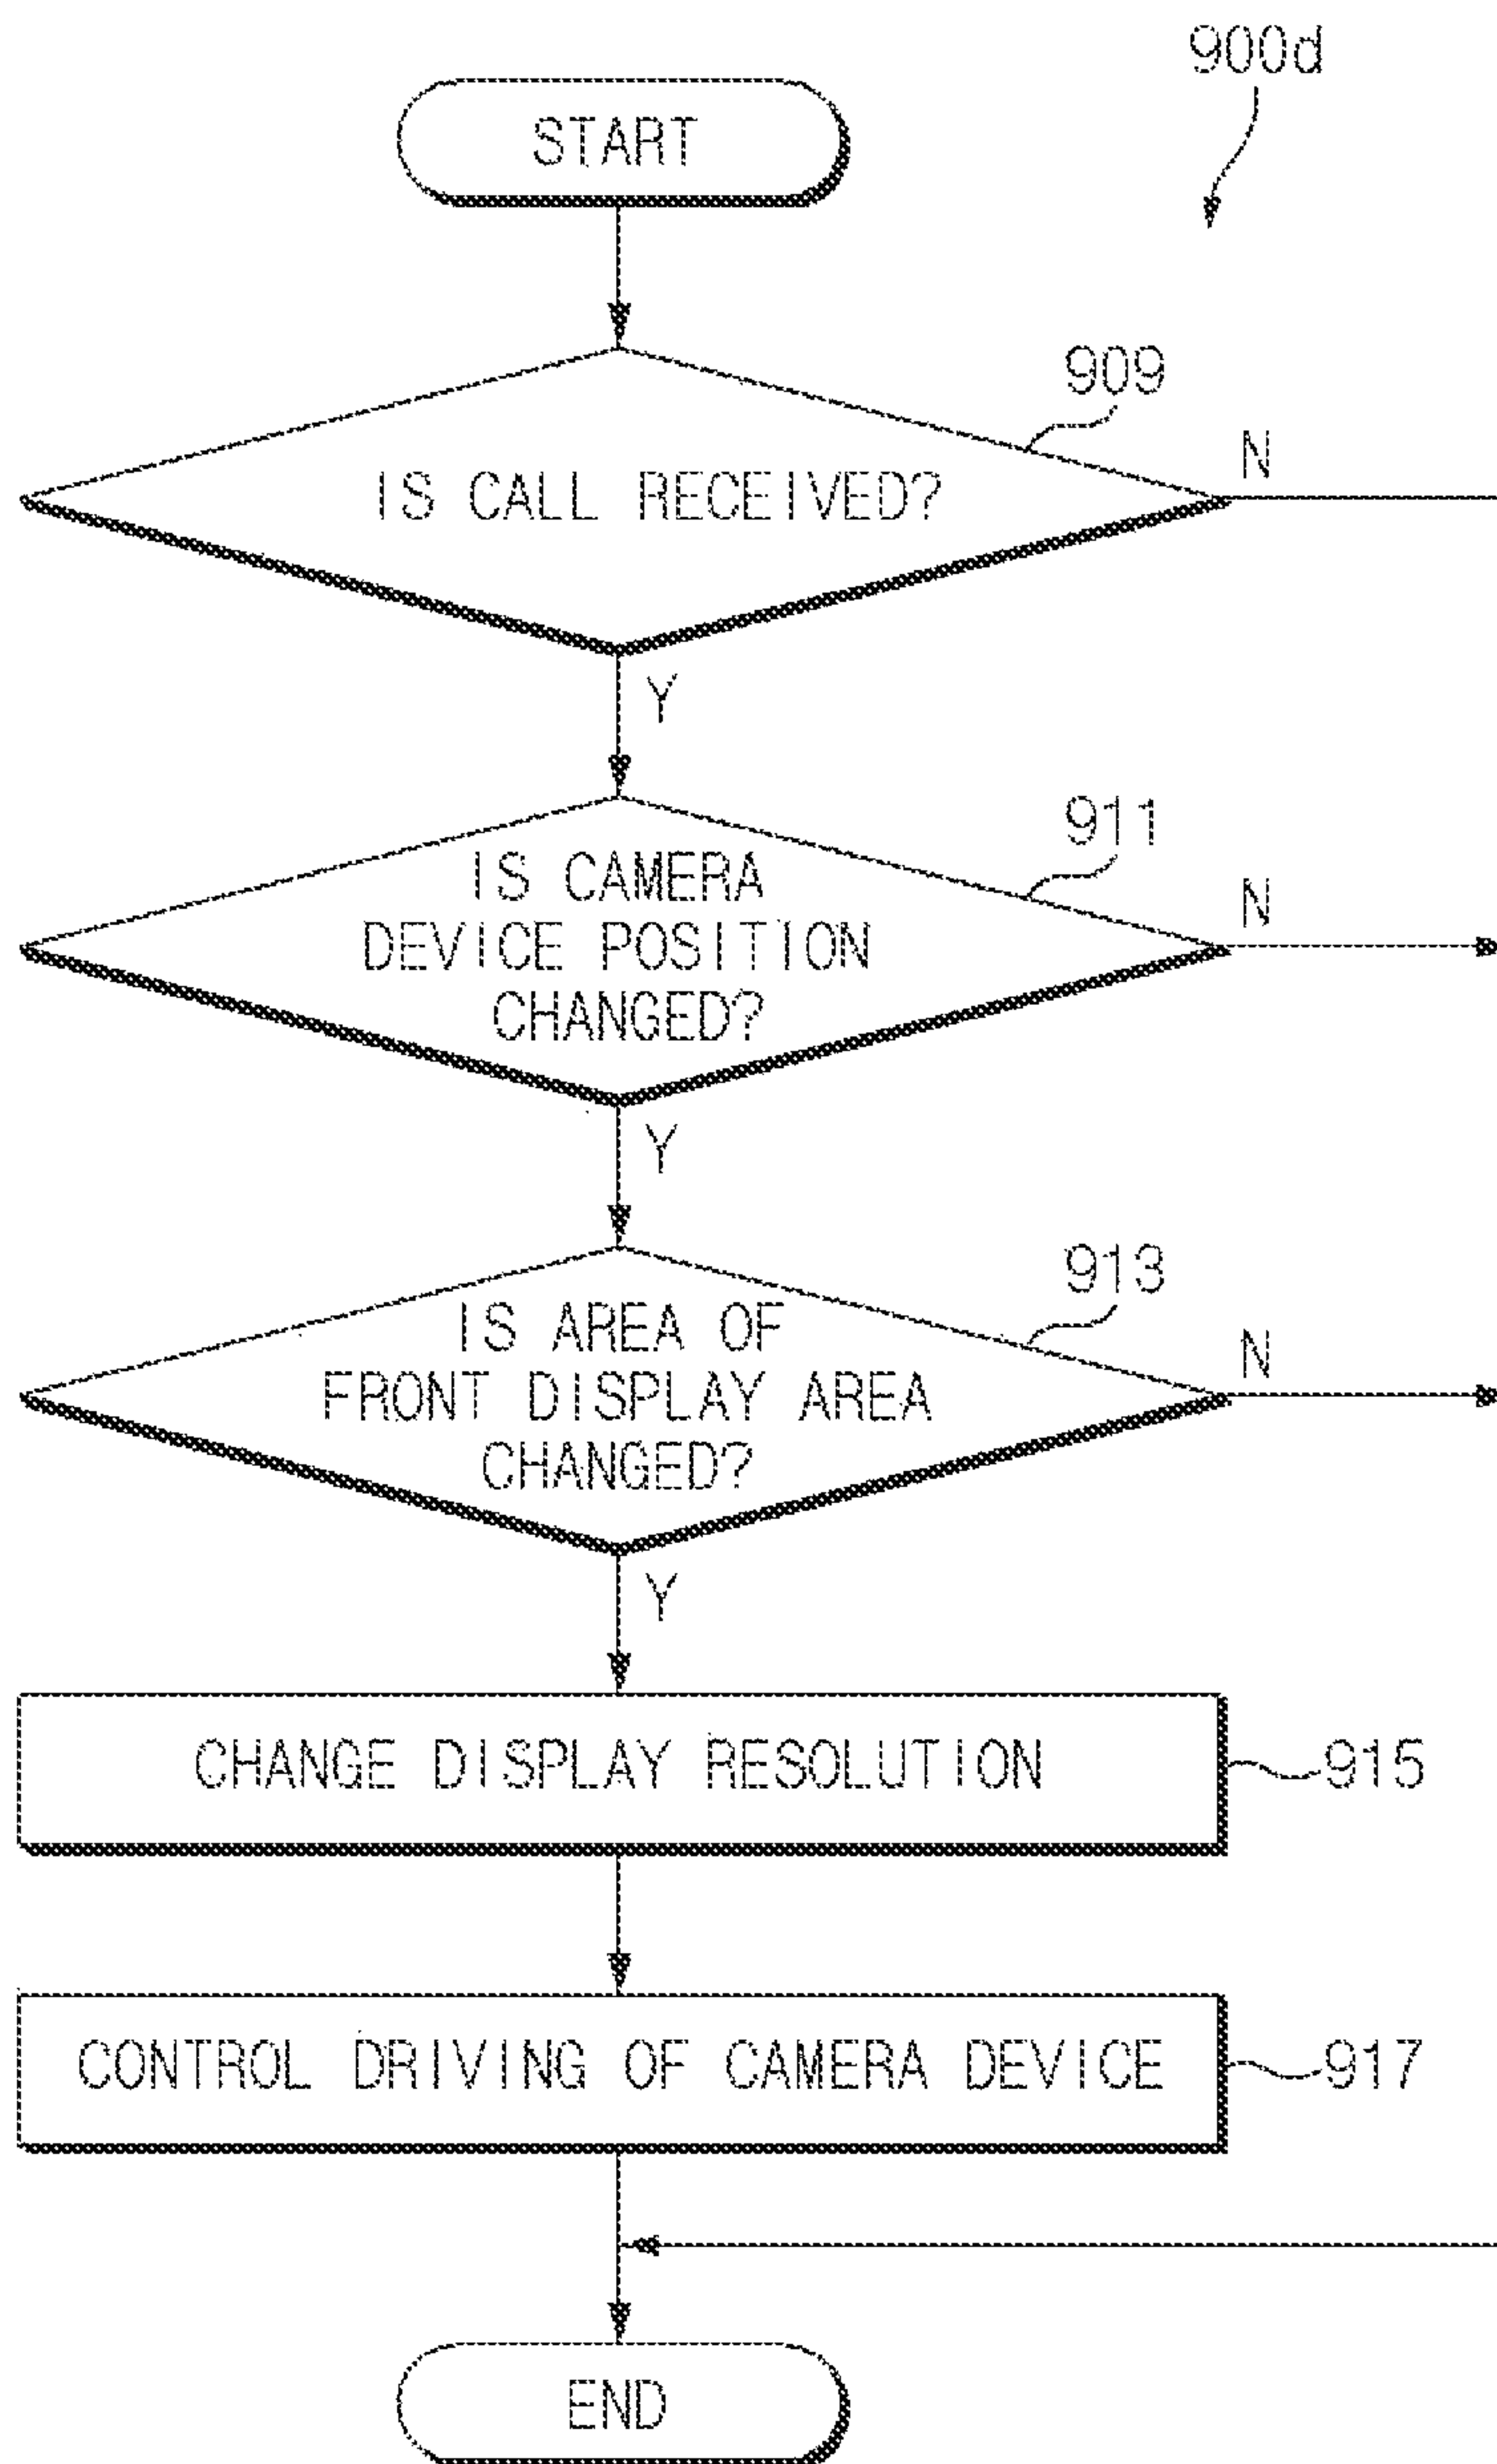 900d
START
909
IS CALL RECEIVED?
N
Y
911
IS CAMERA
DEVICE POSITION
CHANGED?
N
Y
913
IS AREA OF
FRONT DISPLAY AREA
CHANGED?
N
Y
CHANGE DISPLAY RESOLUTION
915
CONTROL DRIVING OF CAMERA DEVICE
917
END